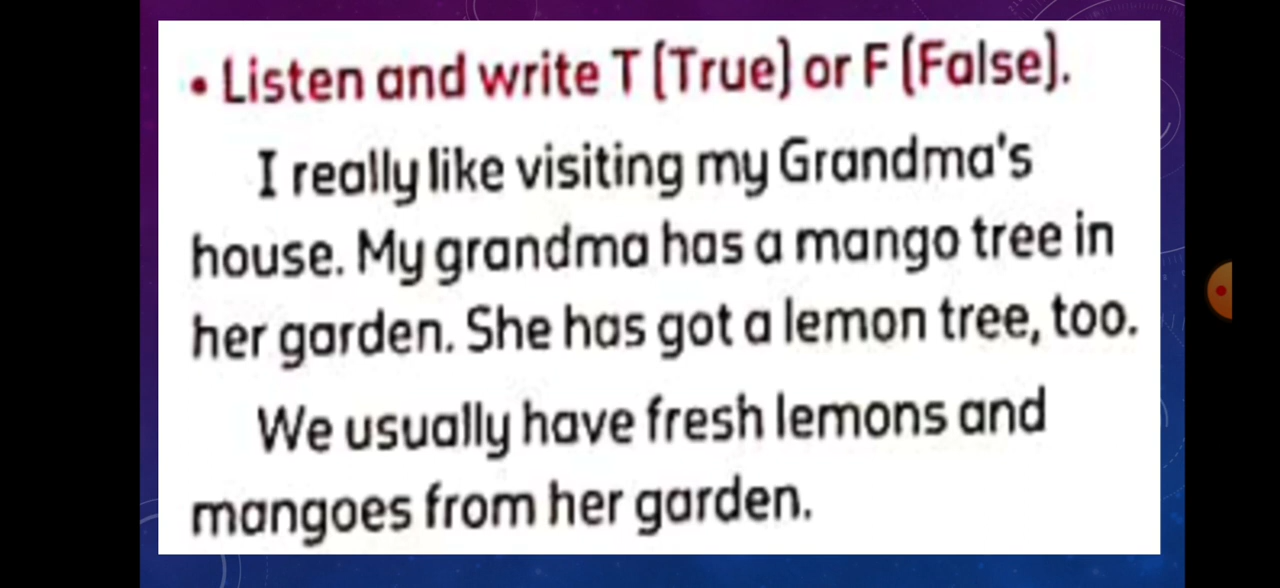 • Listen and write T (True) or F (False).
I really like visiting my Grandma's
house. My grandma has a mango tree in
her garden. She has got a lemon tree, too.
We usually have fresh lemons and
mangoes from her garden.